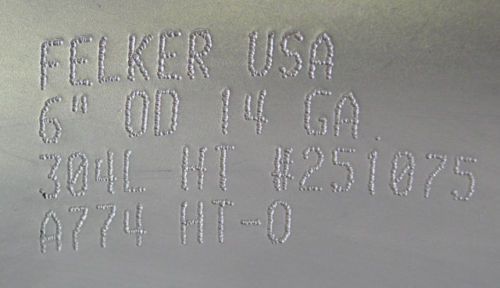 FELKER USA
6" OD 14 GA.
304L HT #251075
A774 HT-O